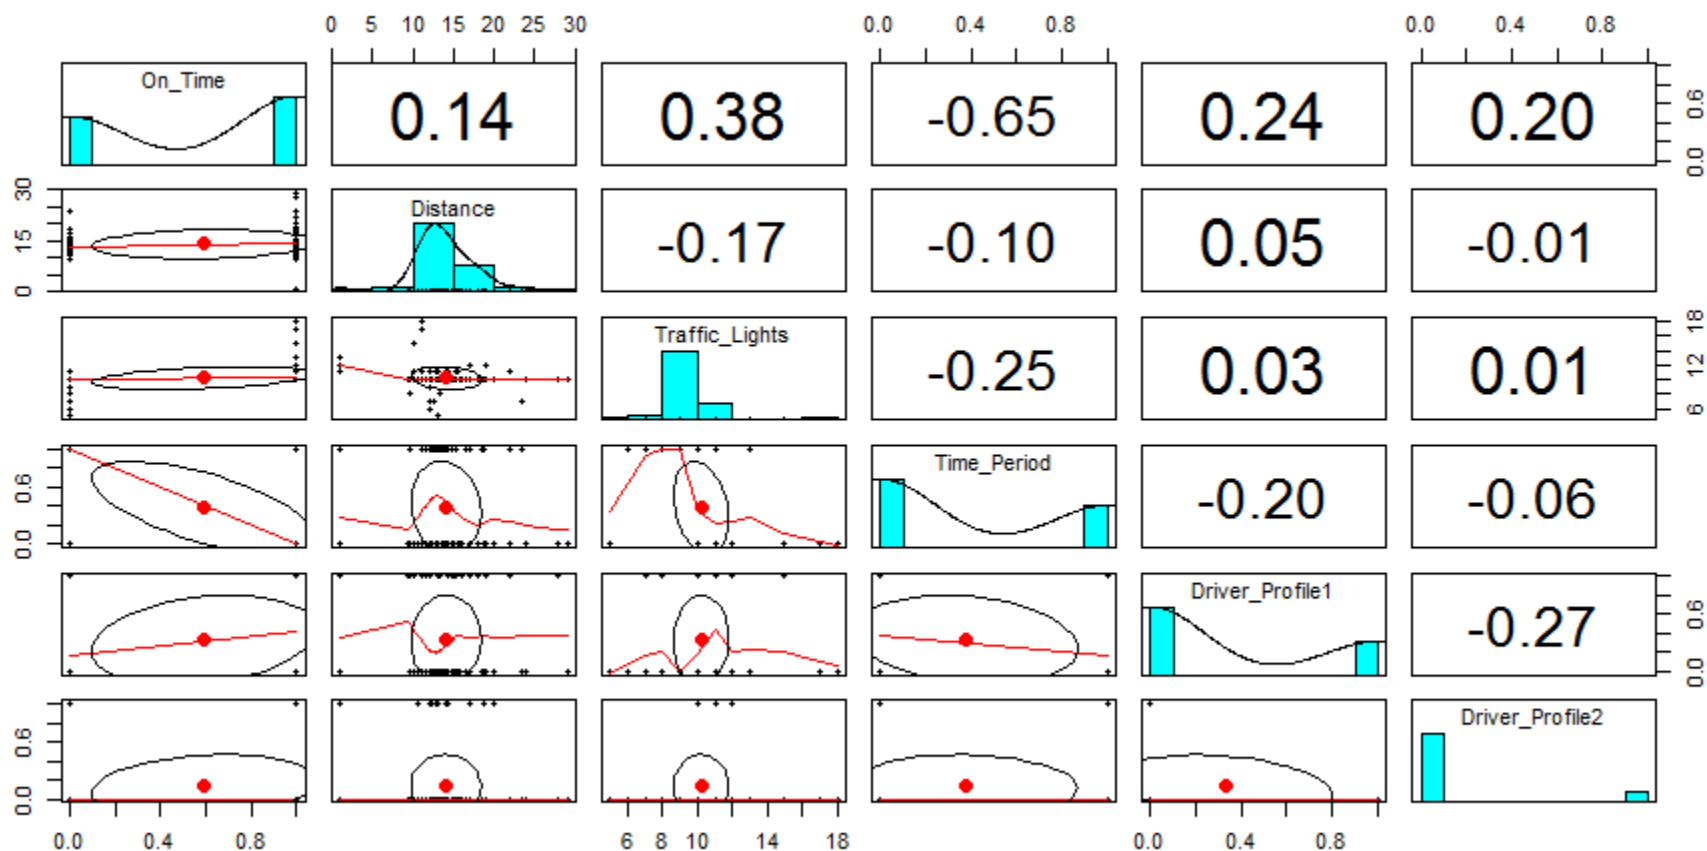 0 5 10 15 20 25 30 0.0 0.4 0.8 0.0 0.4 0.8
On_Time 0.14 0.38 -0.65 0.24 0.20 0.0 0.6
0 15 30 Distance -0.17 -0.10 0.05 -0.01
Traffic_Lights -0.25 0.03 0.01 6 12 18
0.0 0.6 Time_Period -0.20 -0.06
Driver_Profile1 -0.27 0.0 0.6
0.0 0.6 Driver_Profile2
0.0 0.4 0.8 6 8 10 14 18 0.0 0.4 0.8